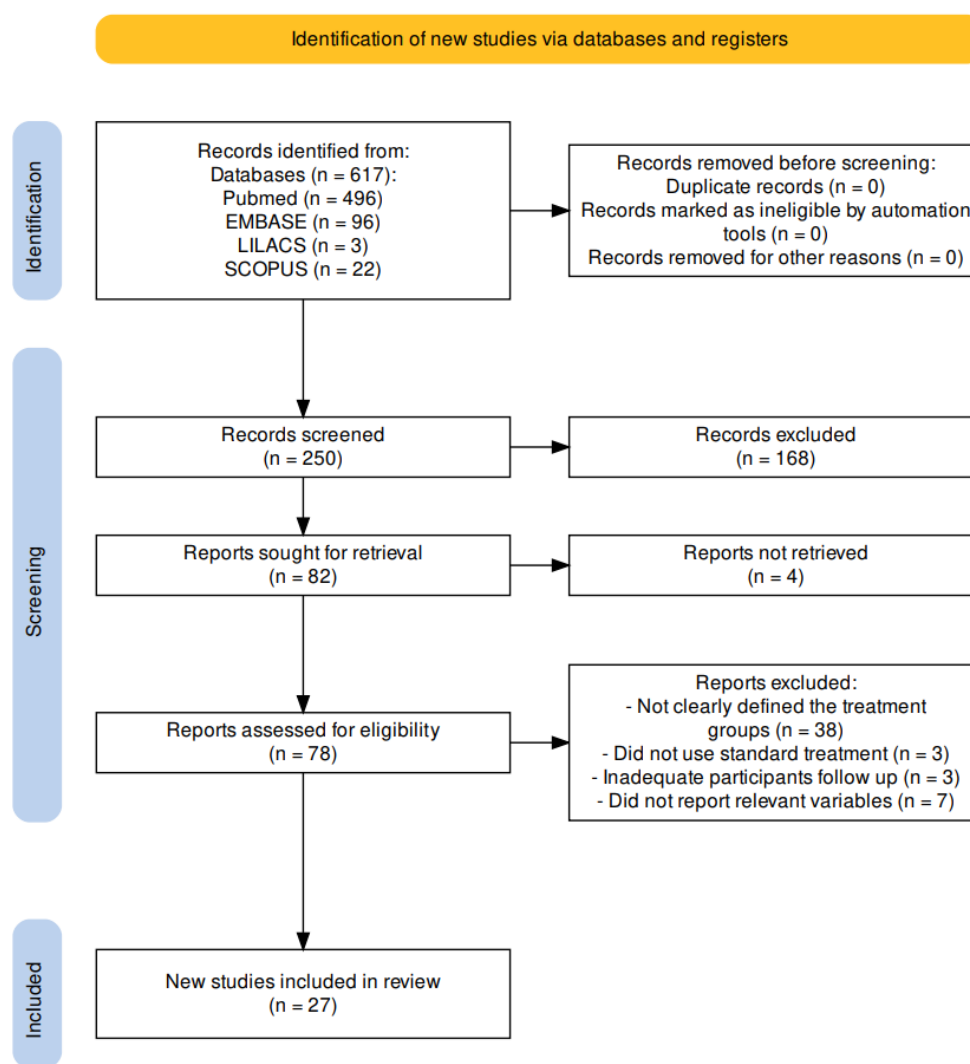 Identification of new studies via databases and registers
Identification
Records identified from:
Databases (n = 617):
Pubmed (n = 496)
EMBASE (n = 96)
LILACS (n = 3)
SCOPUS (n = 22)
Records removed before screening:
Duplicate records (n = 0)
Records marked as ineligible by automation
tools (n = 0)
Records removed for other reasons (n = 0)
Screening
Records screened
(n = 250)
Records excluded
(n = 168)
Reports sought for retrieval
(n = 82)
Reports not retrieved
(n = 4)
Reports assessed for eligibility
(n = 78)
Reports excluded:
- Not clearly defined the treatment
groups (n = 38)
- Did not use standard treatment (n = 3)
- Inadequate participants follow up (n = 3)
- Did not report relevant variables (n = 7)
Included
New studies included in review
(n = 27)